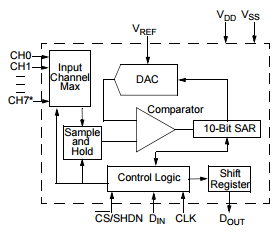 VREF
VDD VSS
CH0
CH1
CH7*
Input
Channel
Max
DAC
Comparator
Sample
and
Hold
10-Bit SAR
Control Logic
Shift
Register
CS/SHDN DIN CLK DOUT